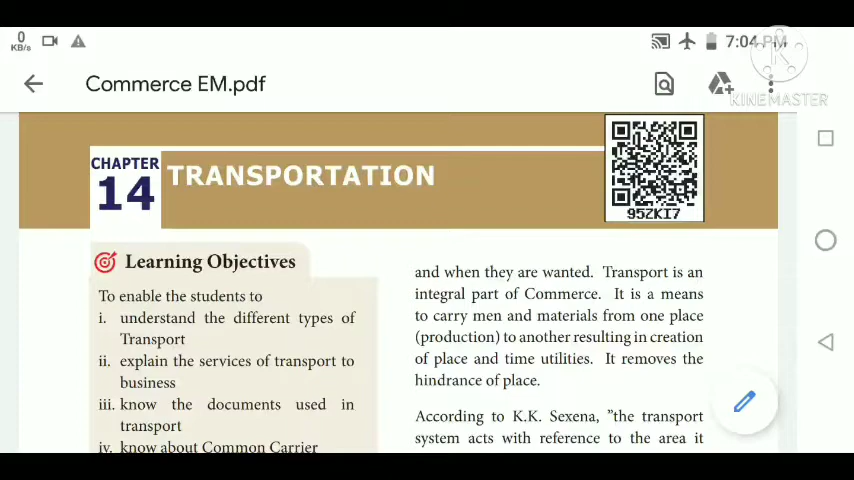 0
KB/s
7:04 PM
Commerce EM.pdf
KINEMASTER
CHAPTER
14
TRANSPORTATION
95ZKI7
Learning Objectives
To enable the students to
i. understand the different types of
Transport
ii. explain the services of transport to
business
iii. know the documents used in
transport
iv. know about Common Carrier
and when they are wanted. Transport is an
integral part of Commerce. It is a means
to carry men and materials from one place
(production) to another resulting in creation
of place and time utilities. It removes the
hindrance of place.
According to K.K. Sexena, ”the transport
system acts with reference to the area it